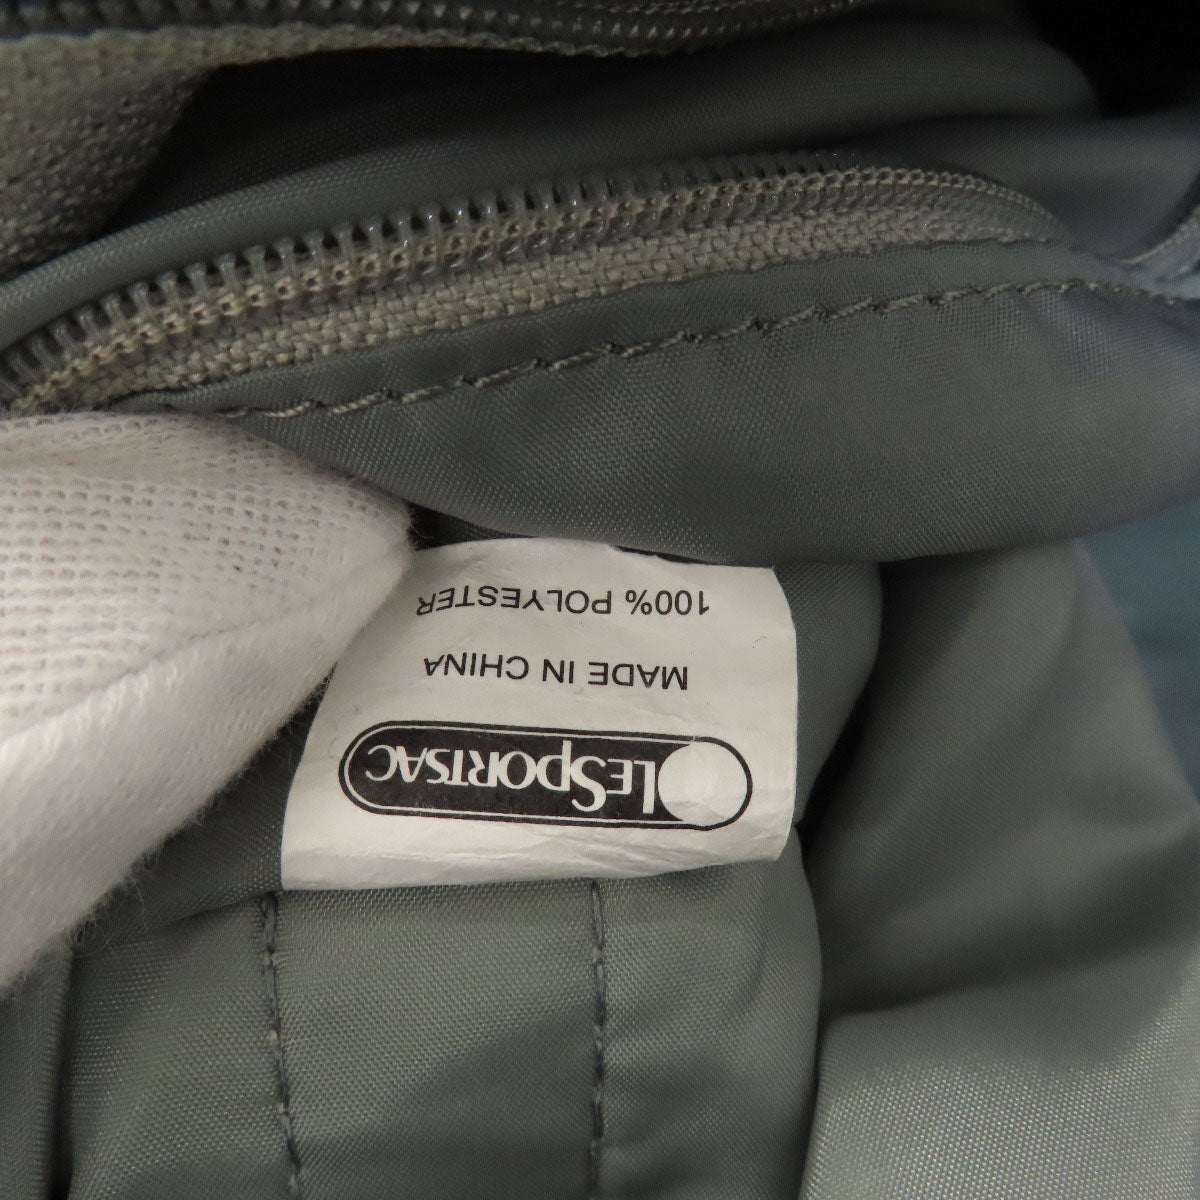 LESPORTSAC
MADE IN CHINA
100% POLYESTER